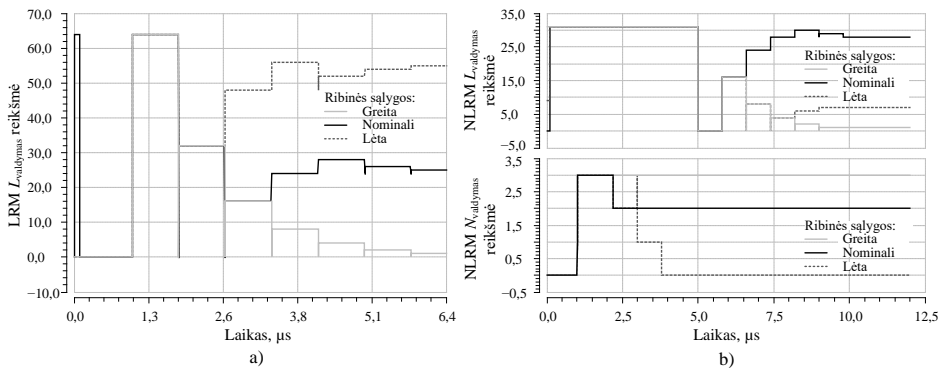 70,0
60,0
50,0
40,0
30,0
20,0
10,0
0,0
−10,0
LRM Lvaldymas reikšmė
Ribinės sąlygos:
Greita
Nominali
Lėta
0,0 1,3 2,6 3,8 5,1 6,4
Laikas, µs
a)
35,0
25,0
15,0
5,0
−5,0
NLRM Lvaldymas
reikšmė
Ribinės sąlygos:
Greita
Nominali
Lėta
3,5
2,5
1,5
0,5
−0,5
NLRM Nvaldymas
reikšmė
Ribinės sąlygos:
Greita
Nominali
Lėta
0,0 2,5 5,0 7,5 10,0 12,5
Laikas, µs
b)